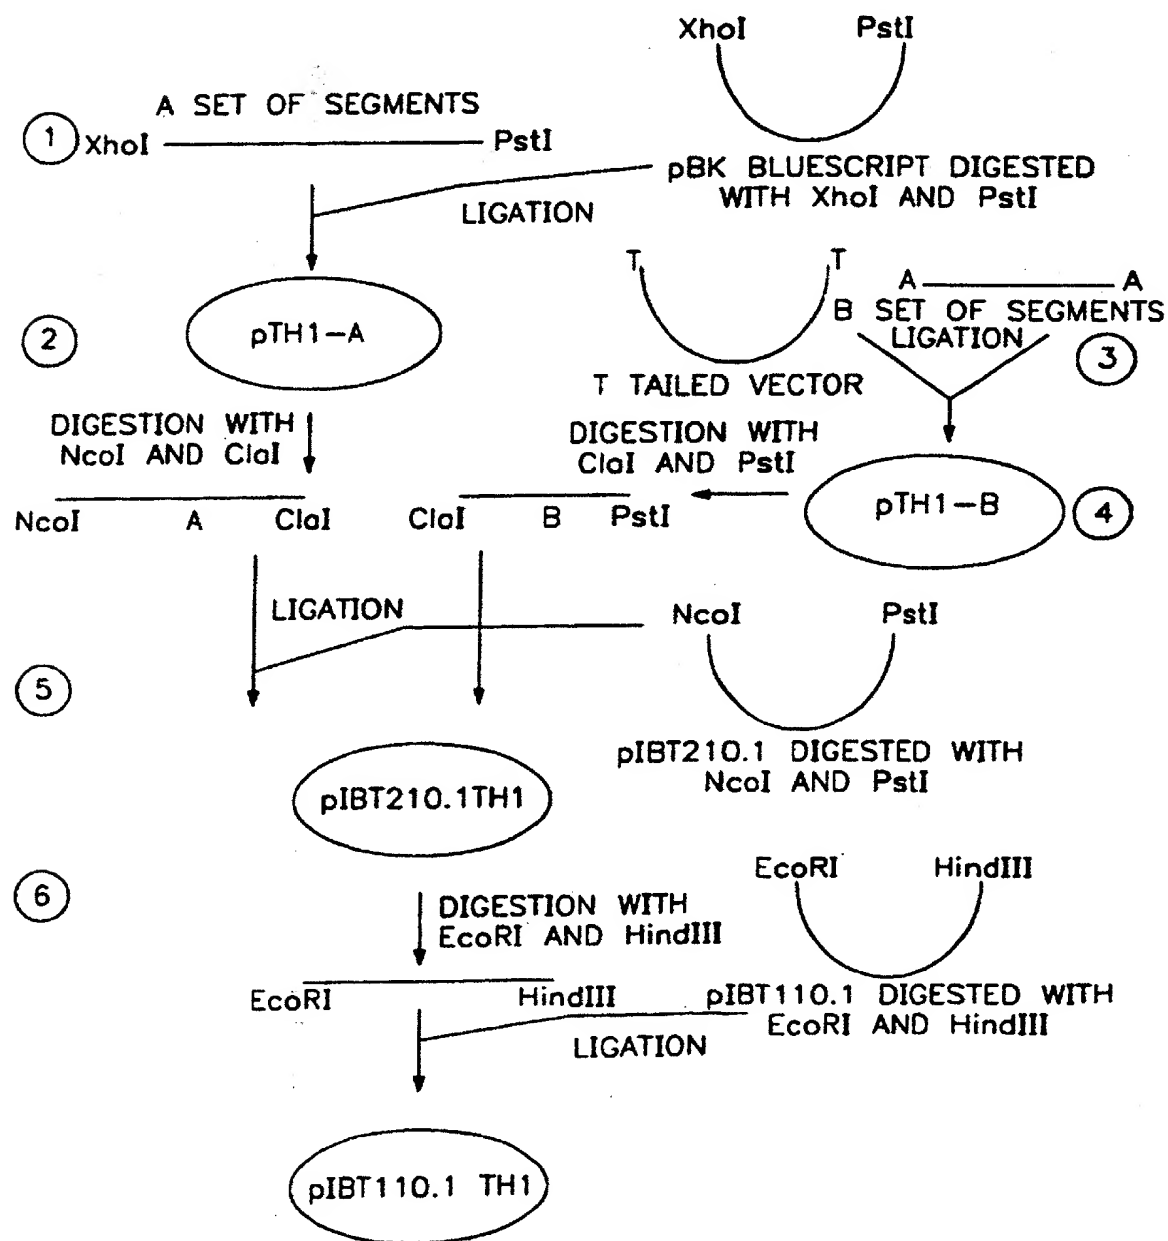 XhoI PstI
A SET OF SEGMENTS
1 XhoI PstI
pBK BLUESCRIPT DIGESTED
WITH XhoI AND PstI
LIGATION
T T
A A
B SET OF SEGMENTS
LIGATION
3
2
pTH1-A
T TAILED VECTOR
DIGESTION WITH
NcoI AND ClaI
DIGESTION WITH
ClaI AND PstI
pTH1-B
4
NcoI A ClaI
ClaI B PstI
LIGATION
NcoI PstI
5
pIBT210.1 DIGESTED WITH
NcoI AND PstI
pIBT210.1TH1
6
EcoRI HindIII
DIGESTION WITH
EcoRI AND HindIII
EcoRI HindIII
pIBT110.1 DIGESTED WITH
EcoRI AND HindIII
LIGATION
pIBT110.1 TH1